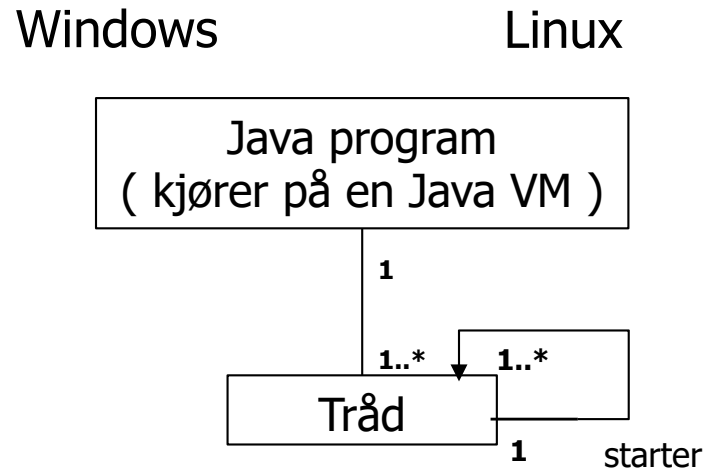 Windows Linux
Java program
( kjører på en Java VM )
1
1..* 1..*
Tråd
1 starter